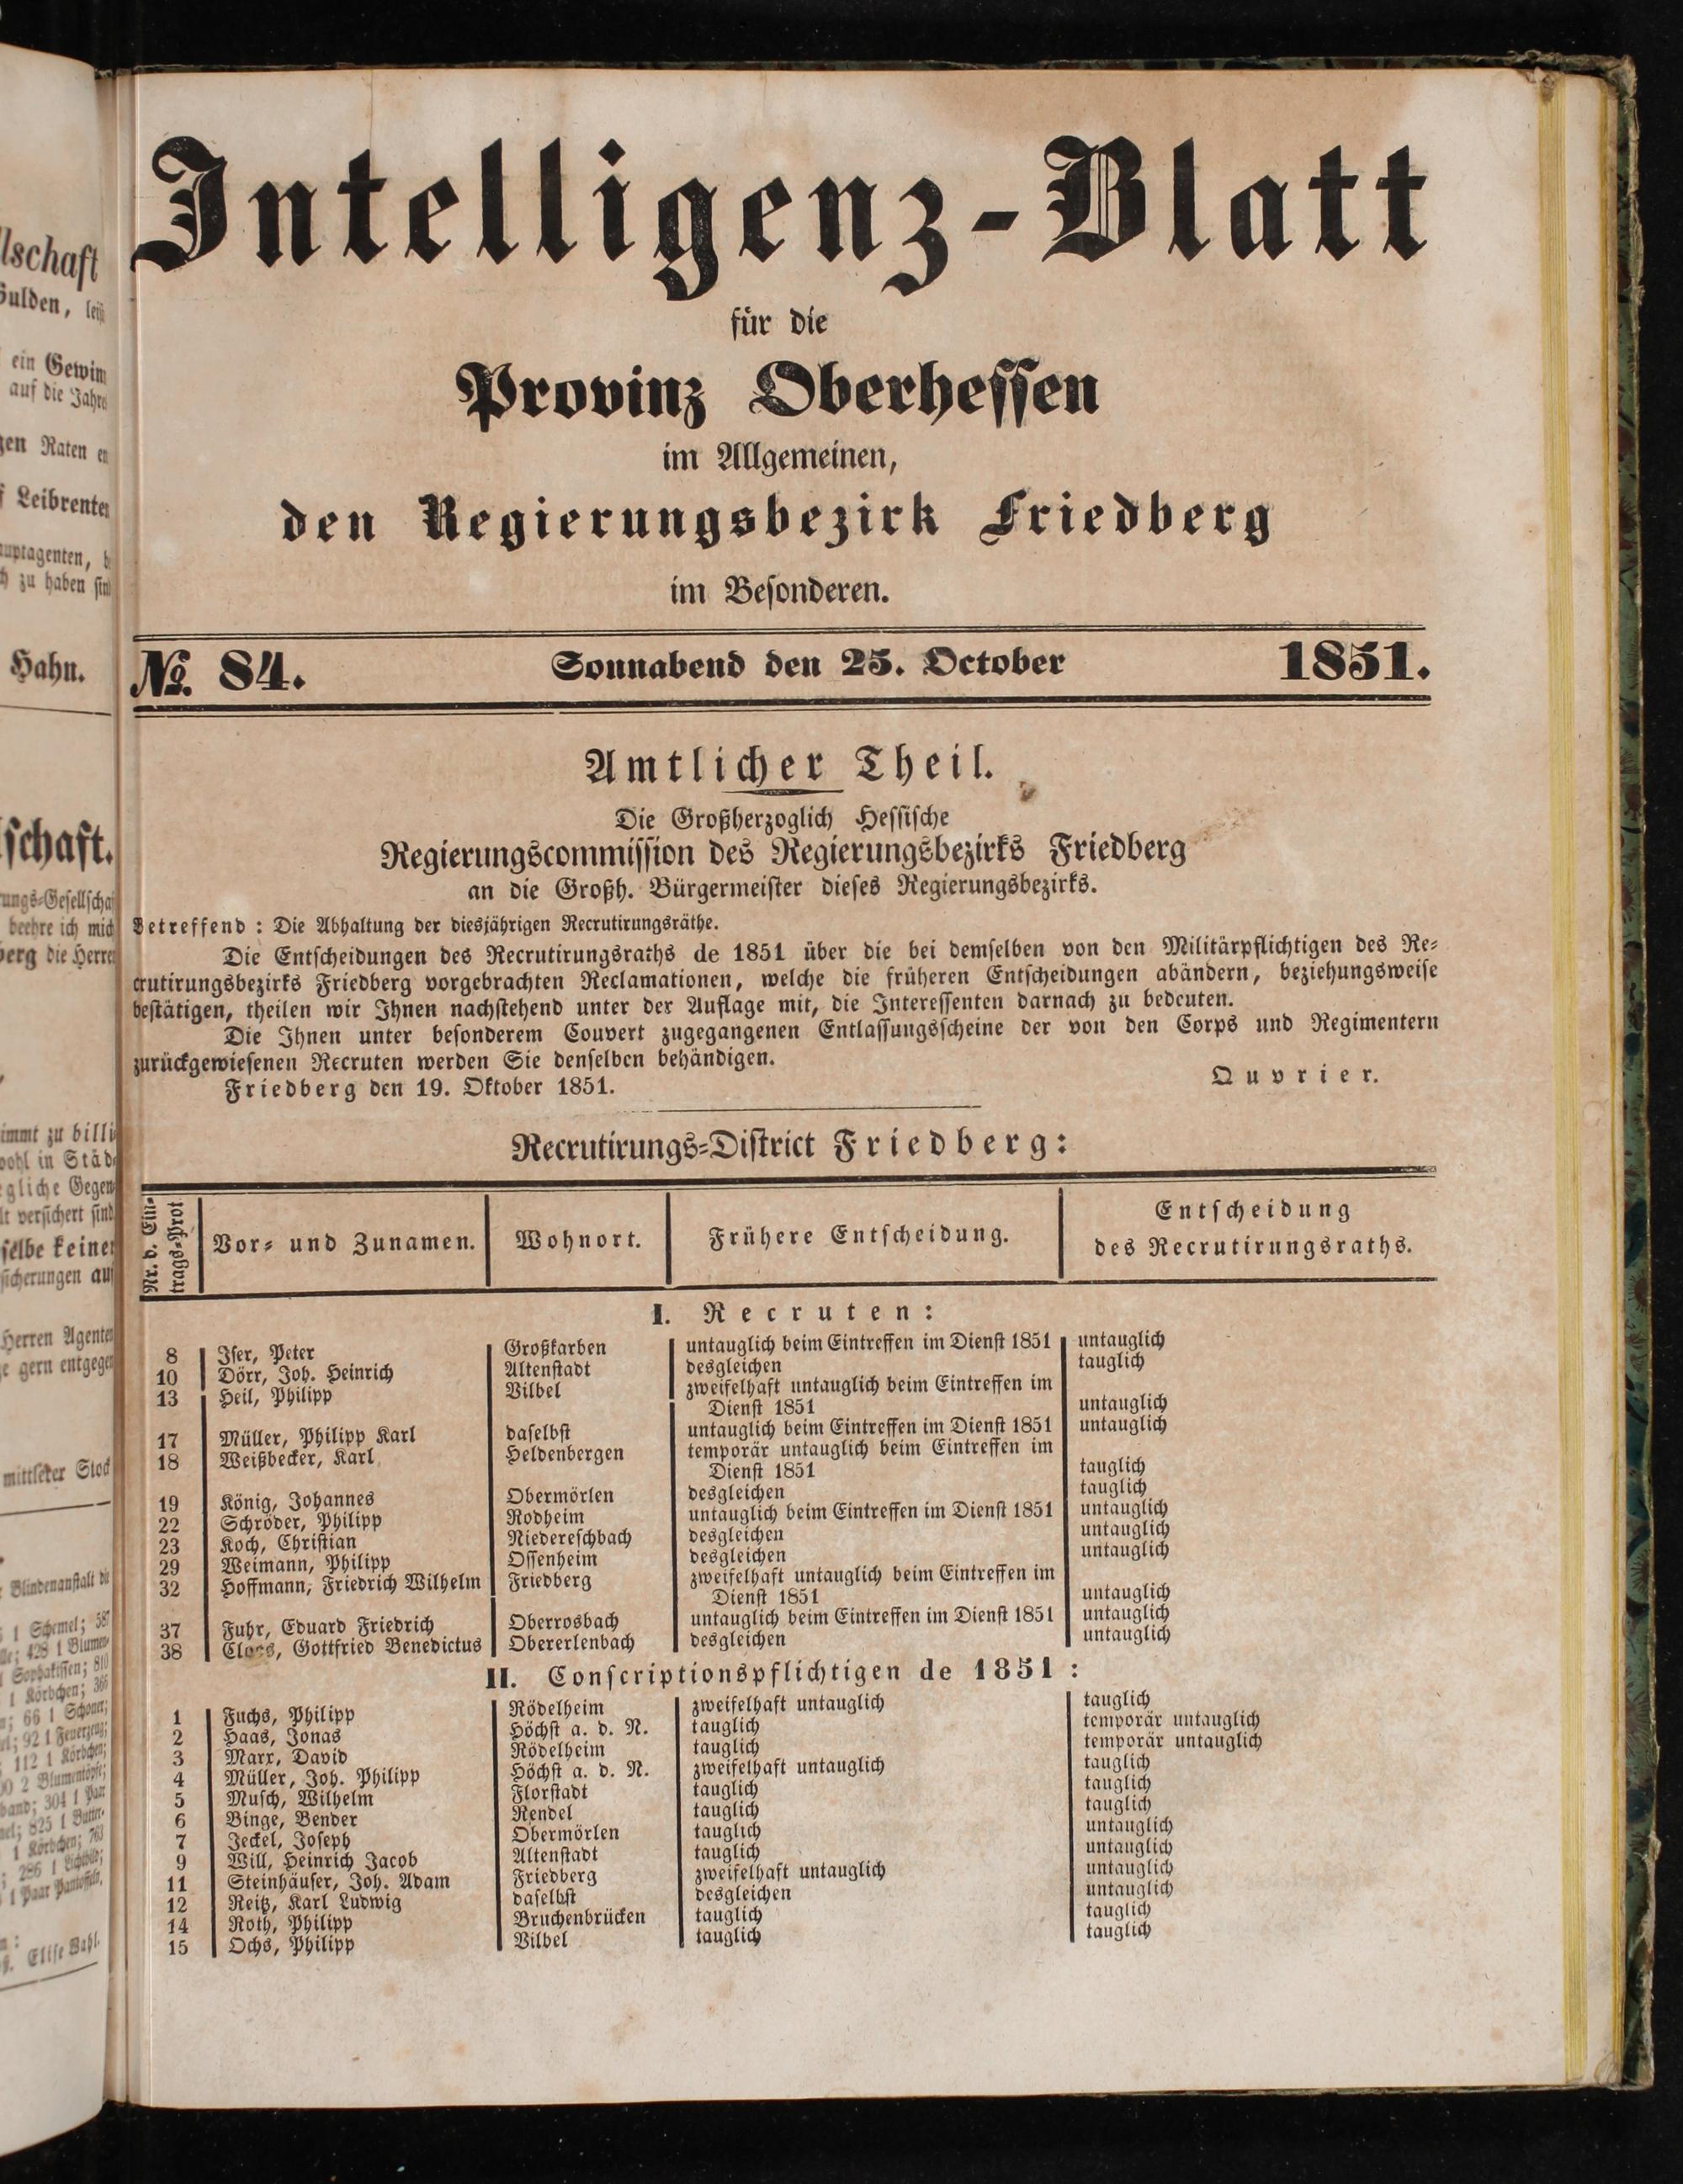 Intelligenz-Blatt
für die
Provinz Oberhessen
im Allgemeinen,
den Regierungsbezirk Friedberg
im Besonderen.
№ 84. Sonnabend den 25. October 1851.
Amtlicher Theil.
Die Großherzoglich Hessische
Regierungscommission des Regierungsbezirks Friedberg
an die Großh. Bürgermeister dieses Regierungsbezirks.
Betreffend: Die Abhaltung der diesjährigen Recrutirungsräthe.
Die Entscheidungen des Recrutirungsraths de 1851 über die bei demselben von den Militärpflichtigen des Re-
crutirungsbezirks Friedberg vorgebrachten Reclamationen, welche die früheren Entscheidungen abändern, beziehungsweise
bestätigen, theilen wir Ihnen nachstehend unter der Auflage mit, die Interessenten darnach zu bedeuten.
Die Ihnen unter besonderem Couvert zugegangenen Entlassungsscheine der von den Corps und Regimentern
zurückgewiesenen Recruten werden Sie denselben behändigen.
Friedberg den 19. Oktober 1851. Ouvrier.
Recrutirungs-District Friedberg:
Nr. d. Ein-
trags-Prot
Vor- und Zunamen.
Wohnort.
Frühere Entscheidung.
Entscheidung
des Recrutirungsraths.
I. Recruten:
8 Iser, Peter Großkarben untauglich beim Eintreffen im Dienst 1851 untauglich
10 Dörr, Joh. Heinrich Altenstadt desgleichen tauglich
13 Heil, Philipp Vilbel zweifelhaft untauglich beim Eintreffen im
Dienst 1851 untauglich
17 Müller, Philipp Karl daselbst untauglich beim Eintreffen im Dienst 1851 untauglich
18 Weißbecker, Karl Heldenbergen temporär untauglich beim Eintreffen im
Dienst 1851 tauglich
19 König, Johannes Obermörlen desgleichen tauglich
22 Schröder, Philipp Rodheim untauglich beim Eintreffen im Dienst 1851 untauglich
23 Koch, Christian Niedereschbach desgleichen untauglich
29 Weimann, Philipp Ossenheim desgleichen untauglich
32 Hoffmann, Friedrich Wilhelm Friedberg zweifelhaft untauglich beim Eintreffen im
Dienst 1851 untauglich
37 Fuhr, Eduard Friedrich Oberrosbach untauglich beim Eintreffen im Dienst 1851 untauglich
38 Gottfried Benedictus Obererlenbach desgleichen untauglich
II. Conscriptionspflichtigen de 1851:
1 Fuchs, Philipp Rödelheim zweifelhaft untauglich tauglich
2 Haas, Jonas Höchst a. d. N. tauglich temporär untauglich
3 Marx, David Rödelheim tauglich temporär untauglich
4 Müller, Joh. Philipp Höchst a. d. N. zweifelhaft untauglich tauglich
5 Musch, Wilhelm Florstadt tauglich tauglich
6 Binge, Bender Rendel tauglich tauglich
7 Jeckel, Joseph Obermörlen tauglich untauglich
9 Will, Heinrich Jacob Altenstadt tauglich untauglich
11 Steinhäuser, Joh. Adam Friedberg zweifelhaft untauglich untauglich
12 Reitz, Karl Ludwig daselbst desgleichen untauglich
14 Roth, Philipp Bruchenbrücken tauglich tauglich
15 Ochs, Philipp Vilbel tauglich tauglich